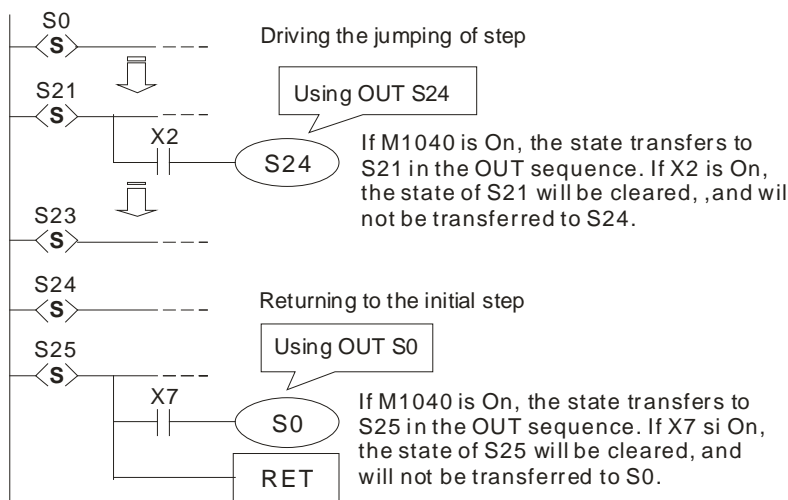 S0
S
Driving the jumping of step
S21
S
Using OUT S24
X2
S24
If M1040 is On, the state transfers to
S21 in the OUT sequence. If X2 is On,
the state of S21 will be cleared, ,and wil
not be transferred to S24.
S23
S
S24
S
Returning to the initial step
S25
S
Using OUT S0
X7
S0
If M1040 is On, the state transfers to
S25 in the OUT sequence. If X7 si On,
the state of S25 will be cleared, and
will not be transferred to S0.
RET